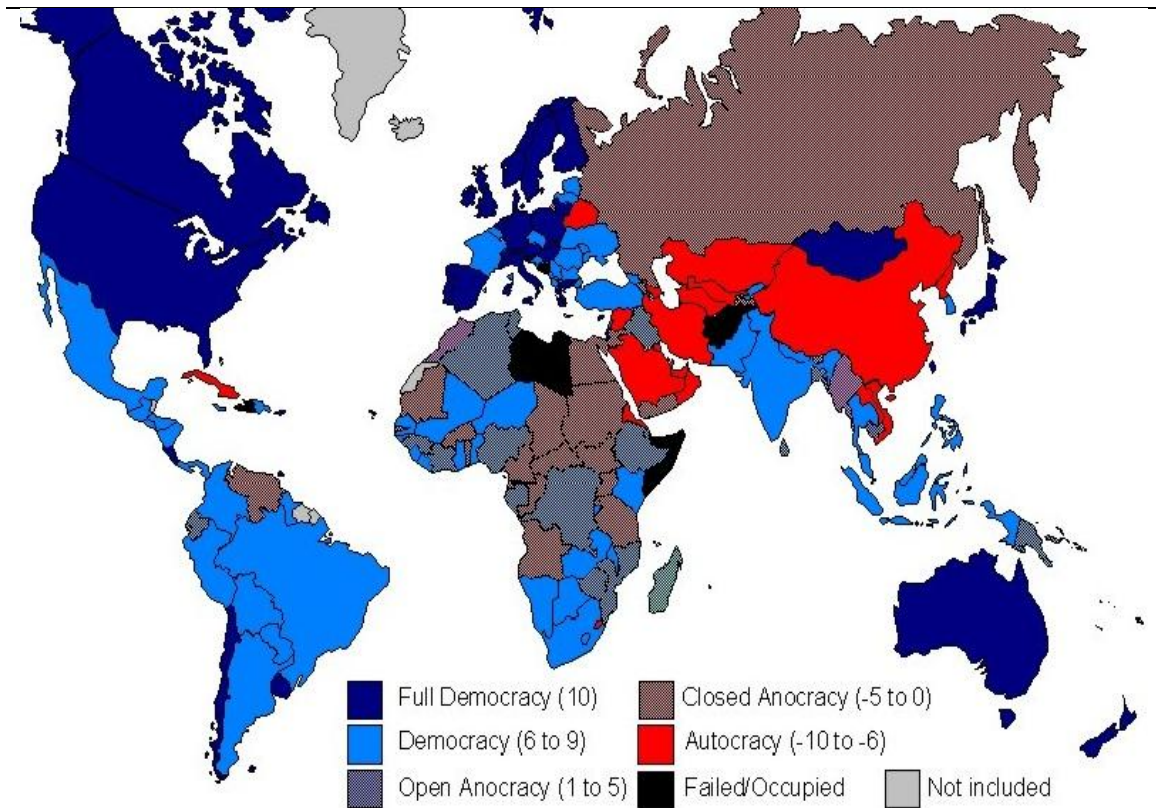 Full Democracy (10)
Democracy (6 to 9)
Open Anocracy (1 to 5)
Closed Anocracy (-5 to 0)
Autocracy (-10 to -6)
Failed/Occupied
Not included